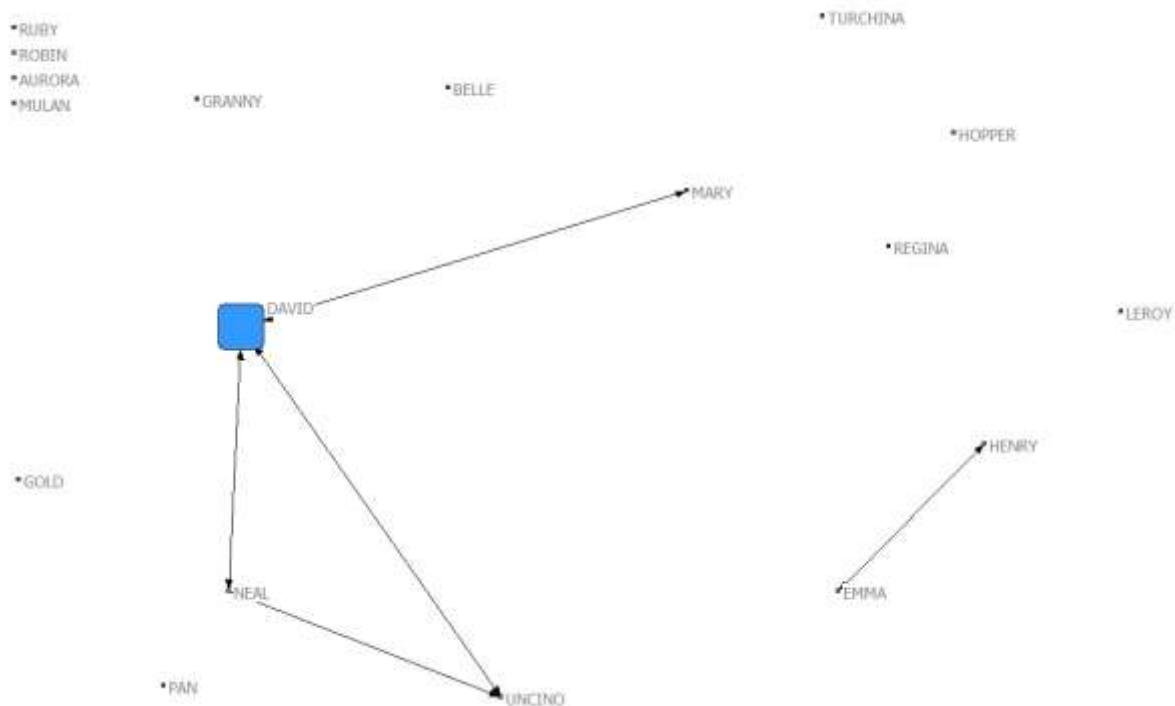 TURCHINA
RUBY
ROBIN
AURORA
MULAN
GRANNY
BELLE
HOPPER
MARY
REGINA
DAVID
LEROY
HENRY
GOLD
NEAL
EMMA
PAN
UNCINO